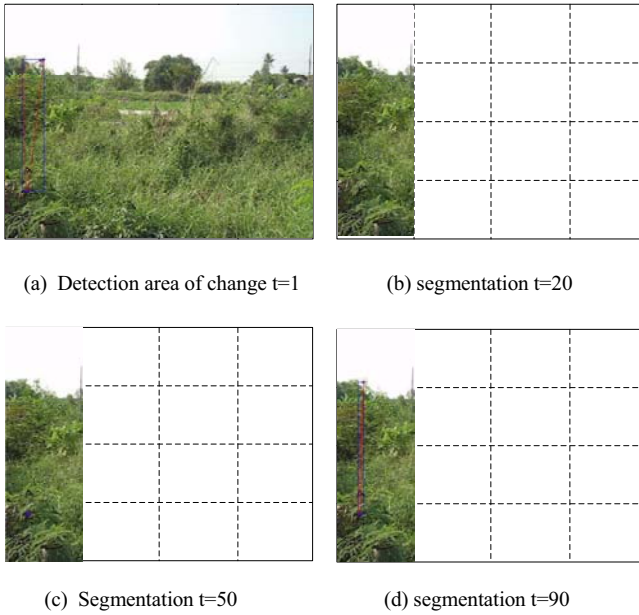 (a) Detection area of change t=1
(b) segmentation t=20
(c) Segmentation t=50
(d) segmentation t=90